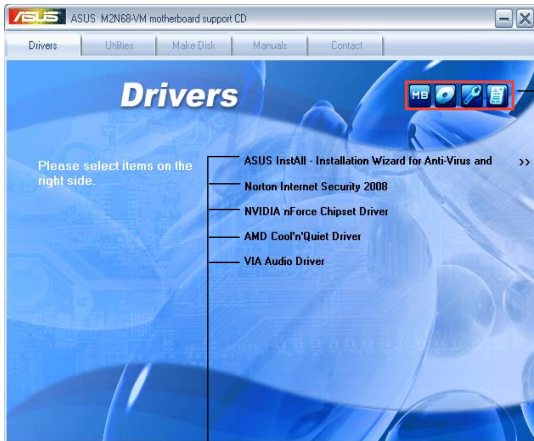 ASUS ASUS M2N68-VM motherboard support CD
Drivers Utilities Make Disk Manuals Contact
Drivers
MB
Please select items on the
right side.
ASUS InstAll - Installation Wizard for Anti-Virus and >>
Norton Internet Security 2008
NVIDIA nForce Chipset Driver
AMD Cool'n'Quiet Driver
VIA Audio Driver